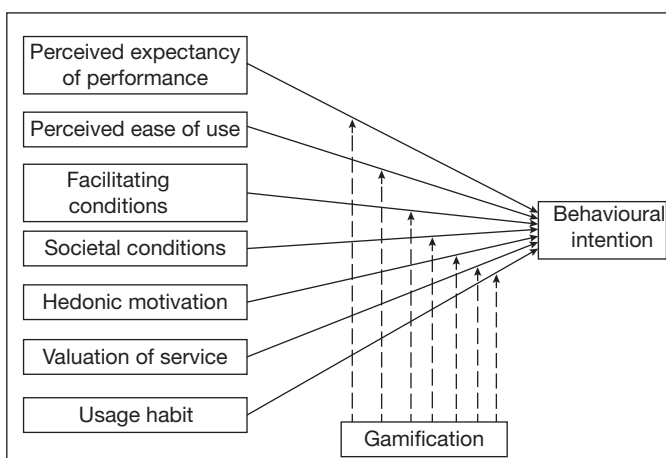 Perceived expectancy
of performance
Perceived ease of use
Facilitating
conditions
Societal conditions
Hedonic motivation
Valuation of service
Usage habit
Behavioural
intention
Gamification